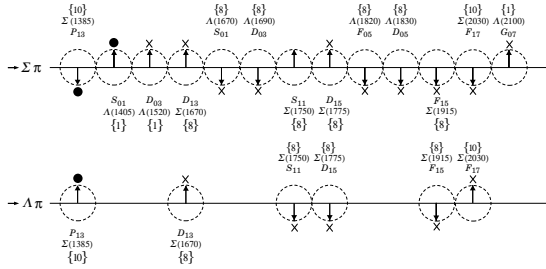 {10} {8} {8} {8} {8} {10} {1}
Σ(1385) Λ(1670) Λ(1690) Λ(1820) Λ(1830) Σ(2030) Λ(2100)
P13 S01 D03 F05 D05 F17 G07
Σ π
S01 D03 D13 S11 D15 F15
Λ(1405) Λ(1520) Σ(1670) Σ(1750) Σ(1775) Σ(1915)
{1} {1} {8} {8} {8} {8}
{8} {8} {8} {10}
Σ(1750) Σ(1775) Σ(1915) Σ(2030)
S11 D15 F15 F17
Λ π
P13 D13
Σ(1385) Σ(1670)
{10} {8}